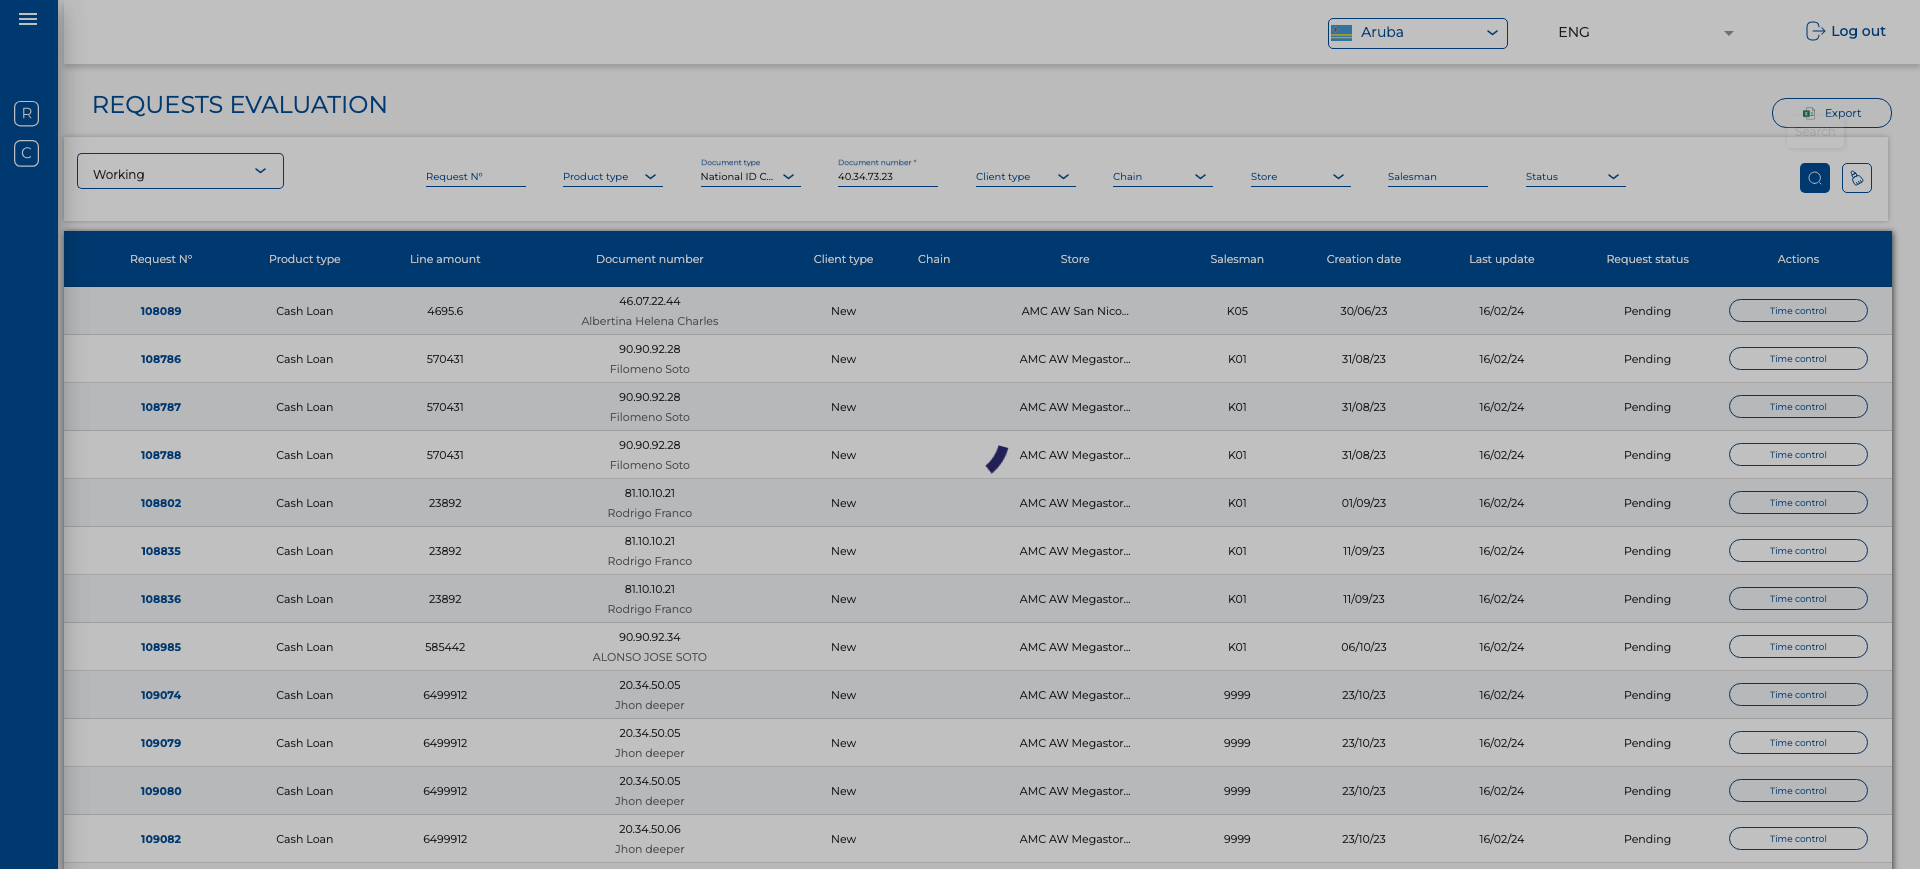 Aruba
ENG
Log out
R
C
REQUESTS EVALUATION
Export
Search
Working
Request N°
Product type
Document type
National ID C...
Document number *
40.34.73.23
Client type
Chain
Store
Salesman
Status
Request N° Product type Line amount Document number Client type Chain Store Salesman Creation date Last update Request status Actions
108089 Cash Loan 4695.6 46.07.22.44 New AMC AW San Nico... K05 30/06/23 16/02/24 Pending Time control
Albertina Helena Charles
108786 Cash Loan 570431 90.90.92.28 New AMC AW Megastor... K01 31/08/23 16/02/24 Pending Time control
Filomeno Soto
108787 Cash Loan 570431 90.90.92.28 New AMC AW Megastor... K01 31/08/23 16/02/24 Pending Time control
Filomeno Soto
108788 Cash Loan 570431 90.90.92.28 New AMC AW Megastor... K01 31/08/23 16/02/24 Pending Time control
Filomeno Soto
108802 Cash Loan 23892 81.10.10.21 New AMC AW Megastor... K01 01/09/23 16/02/24 Pending Time control
Rodrigo Franco
108835 Cash Loan 23892 81.10.10.21 New AMC AW Megastor... K01 11/09/23 16/02/24 Pending Time control
Rodrigo Franco
108836 Cash Loan 23892 81.10.10.21 New AMC AW Megastor... K01 11/09/23 16/02/24 Pending Time control
Rodrigo Franco
108985 Cash Loan 585442 90.90.92.34 New AMC AW Megastor... K01 06/10/23 16/02/24 Pending Time control
ALONSO JOSE SOTO
109074 Cash Loan 6499912 20.34.50.05 New AMC AW Megastor... 9999 23/10/23 16/02/24 Pending Time control
Jhon deeper
109079 Cash Loan 6499912 20.34.50.05 New AMC AW Megastor... 9999 23/10/23 16/02/24 Pending Time control
Jhon deeper
109080 Cash Loan 6499912 20.34.50.05 New AMC AW Megastor... 9999 23/10/23 16/02/24 Pending Time control
Jhon deeper
109082 Cash Loan 6499912 20.34.50.06 New AMC AW Megastor... 9999 23/10/23 16/02/24 Pending Time control
Jhon deeper